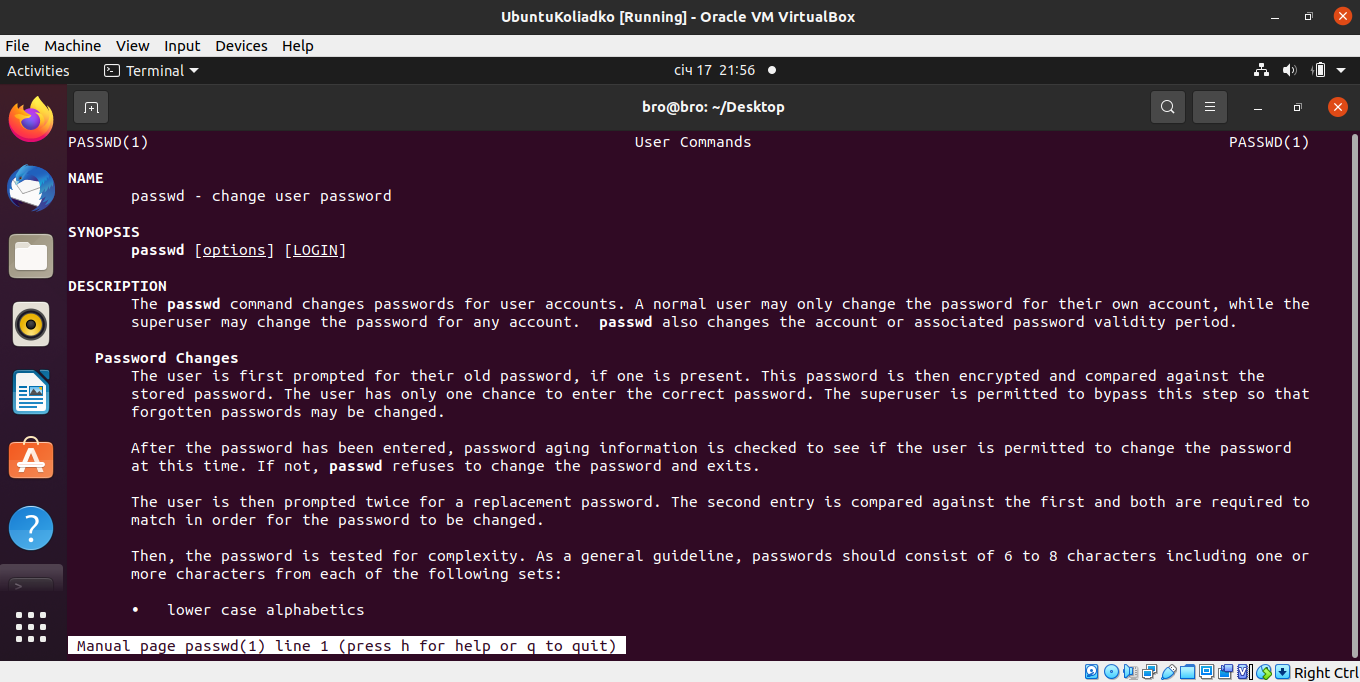 UbuntuKoliadko [Running] - Oracle VM VirtualBox
File Machine View Input Devices Help
Activities Terminal січ 17 21:56
bro@bro: ~/Desktop
PASSWD(1) User Commands PASSWD(1)
NAME
passwd - change user password
SYNOPSIS
passwd [options] [LOGIN]
DESCRIPTION
The passwd command changes passwords for user accounts. A normal user may only change the password for their own account, while the
superuser may change the password for any account. passwd also changes the account or associated password validity period.
Password Changes
The user is first prompted for their old password, if one is present. This password is then encrypted and compared against the
stored password. The user has only one chance to enter the correct password. The superuser is permitted to bypass this step so that
forgotten passwords may be changed.
After the password has been entered, password aging information is checked to see if the user is permitted to change the password
at this time. If not, passwd refuses to change the password and exits.
The user is then prompted twice for a replacement password. The second entry is compared against the first and both are required to
match in order for the password to be changed.
Then, the password is tested for complexity. As a general guideline, passwords should consist of 6 to 8 characters including one or
more characters from each of the following sets:
• lower case alphabetics
Manual page passwd(1) line 1 (press h for help or q to quit)
Right Ctrl